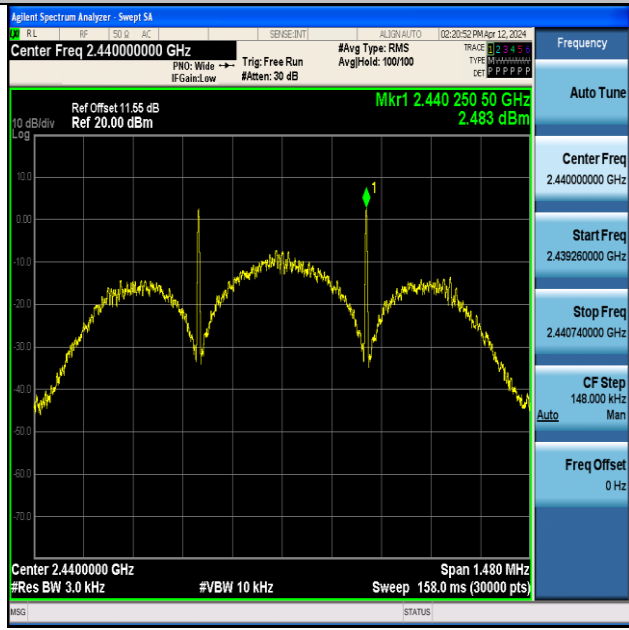 Agilent Spectrum Analyzer - Swept SA
RL RF 50 Ω AC SENSE:INT ALIGN AUTO 02:20:52 PM Apr 12, 2024
Center Freq 2.440000000 GHz
PNO: Wide
IFGain:Low
Trig: Free Run
#Atten: 30 dB
#Avg Type: RMS
Avg|Hold: 100/100
TRACE 1 2 3 4 5 6
TYPE
DET P P P P P P
Frequency
Auto Tune
Center Freq
2.440000000 GHz
Start Freq
2.439260000 GHz
Stop Freq
2.440740000 GHz
CF Step
148.000 kHz
Auto Man
Freq Offset
0 Hz
Mkr1 2.440 250 50 GHz
2.483 dBm
Ref Offset 11.55 dB
10 dB/div Ref 20.00 dBm
Log
1
10.0
0.00
-10.0
-20.0
-30.0
-40.0
-50.0
-60.0
-70.0
Center 2.4400000 GHz Span 1.480 MHz
#Res BW 3.0 kHz #VBW 10 kHz Sweep 158.0 ms (30000 pts)
MSG STATUS